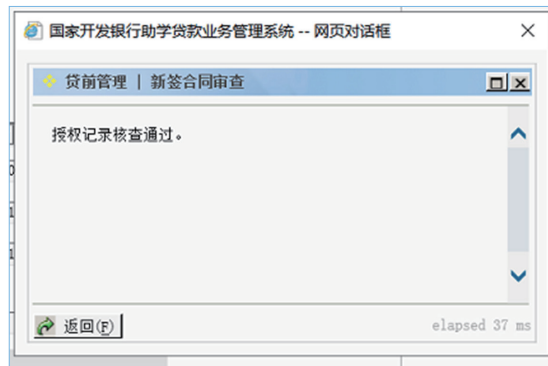 国家开发银行助学贷款业务管理系统 -- 网页对话框
贷前管理 | 新签合同审查
授权记录核查通过。
返回(F)
elapsed 37 ms